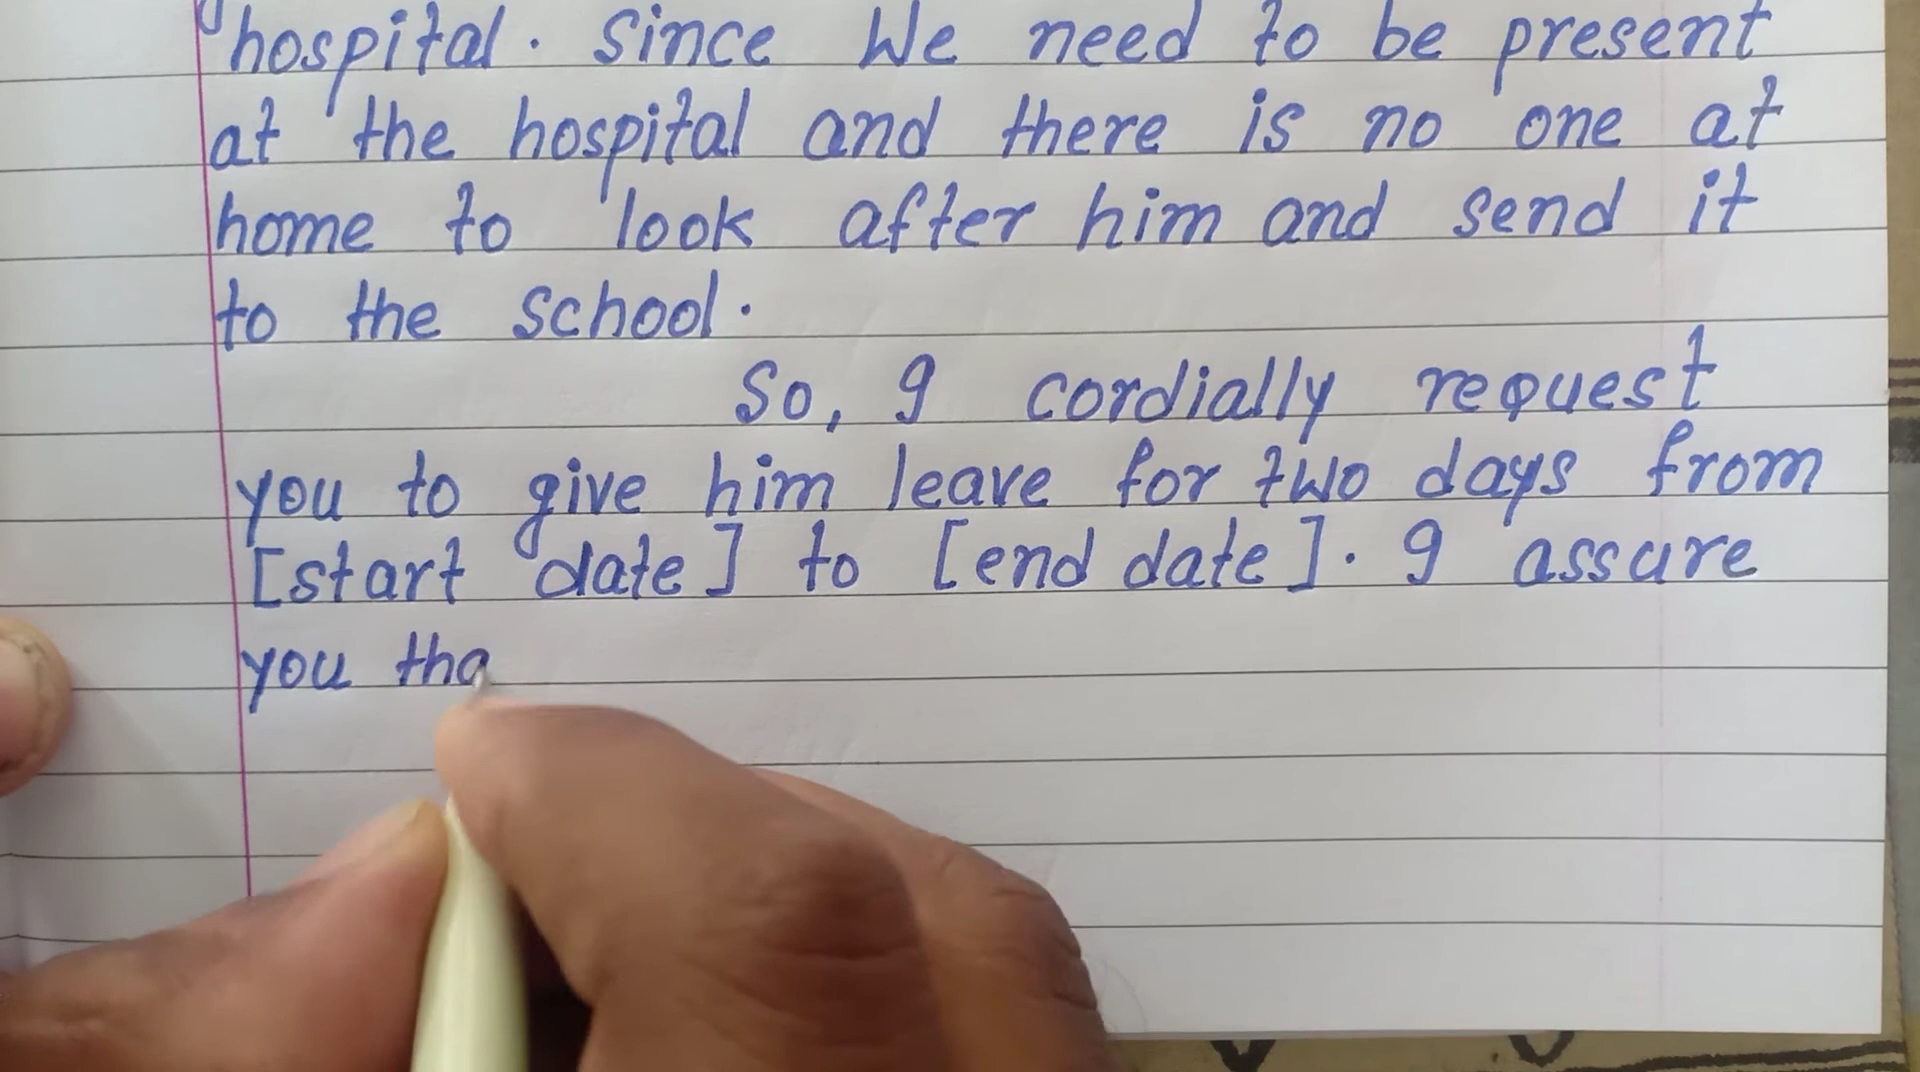 hospital. Since We need to be present
at the hospital and there is no one at
home to look after him and send it
to the school.
So, I cordially request
you to give him leave for two days from
[start date] to [end date]. I assure
you tha